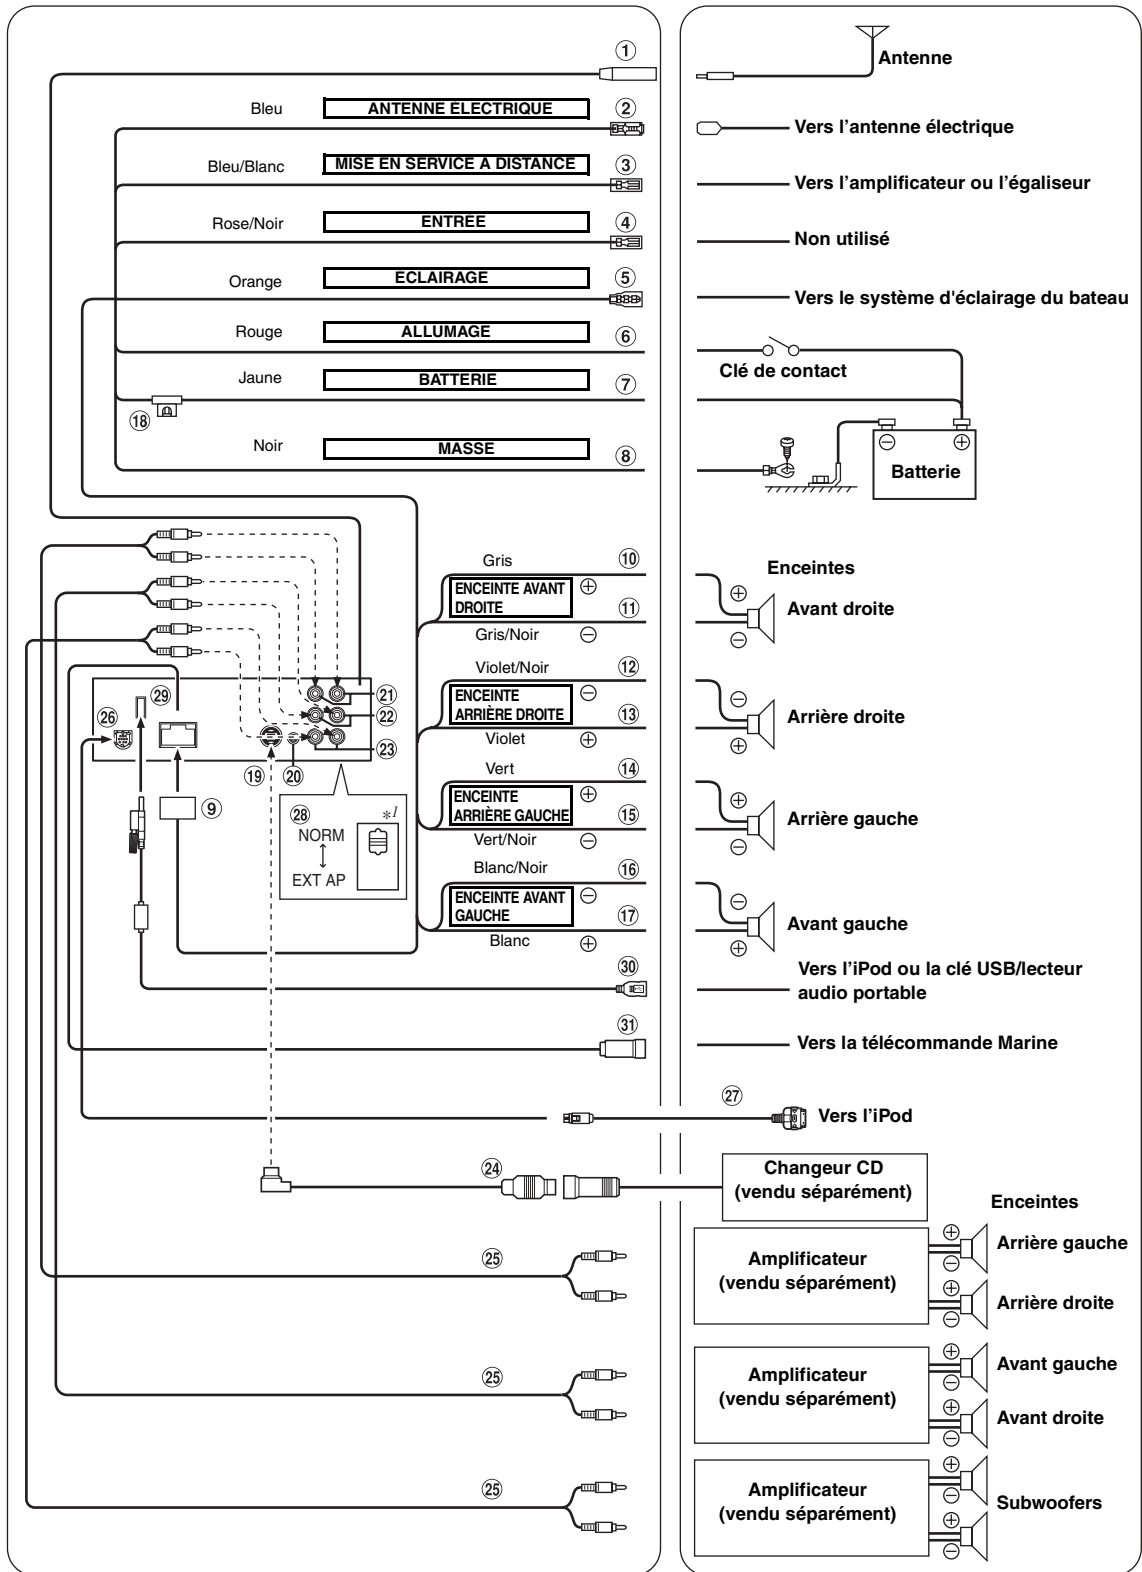 ①
Antenne
Bleu
ANTENNE ÉLECTRIQUE
②
Vers l'antenne électrique
Bleu/Blanc
MISE EN SERVICE A DISTANCE
③
Vers l'amplificateur ou l'égaliseur
Rose/Noir
ENTRÉE
④
Non utilisé
Orange
ÉCLAIRAGE
⑤
Vers le système d'éclairage du bateau
Rouge
ALLUMAGE
⑥
Clé de contact
Jaune
BATTERIE
⑦
⑱
Noir
MASSE
⑧
⊖ ⊕
Batterie
Enceintes
Gris
⑩
ENCEINTE AVANT
DROITE
⊕
⑪
Gris/Noir
⊖
⊕
Avant droite
⊖
Violet/Noir
⑫
ENCEINTE
ARRIÈRE DROITE
⊖
⑬
Violet
⊕
⊖
Arrière droite
⊕
㉙
㉖
㉑
㉒
㉓
⑲
⑳
⑨
㉘
*1
NORM
EXT AP
Vert
⑭
ENCEINTE
ARRIÈRE GAUCHE
⊕
⑮
Vert/Noir
⊖
⊕
Arrière gauche
⊖
Blanc/Noir
⑯
ENCEINTE AVANT
GAUCHE
⊖
⑰
Blanc
⊕
⊖
Avant gauche
⊕
㉚
Vers l'iPod ou la clé USB/lecteur
audio portable
㉛
Vers la télécommande Marine
㉗
Vers l'iPod
㉔
Changeur CD
(vendu séparément)
Enceintes
㉕
Amplificateur
(vendu séparément)
⊕
Arrière gauche
⊖
⊕
Arrière droite
⊖
㉕
Amplificateur
(vendu séparément)
⊕
Avant gauche
⊖
⊕
Avant droite
⊖
㉕
Amplificateur
(vendu séparément)
⊕
⊖
Subwoofers
⊕
⊖